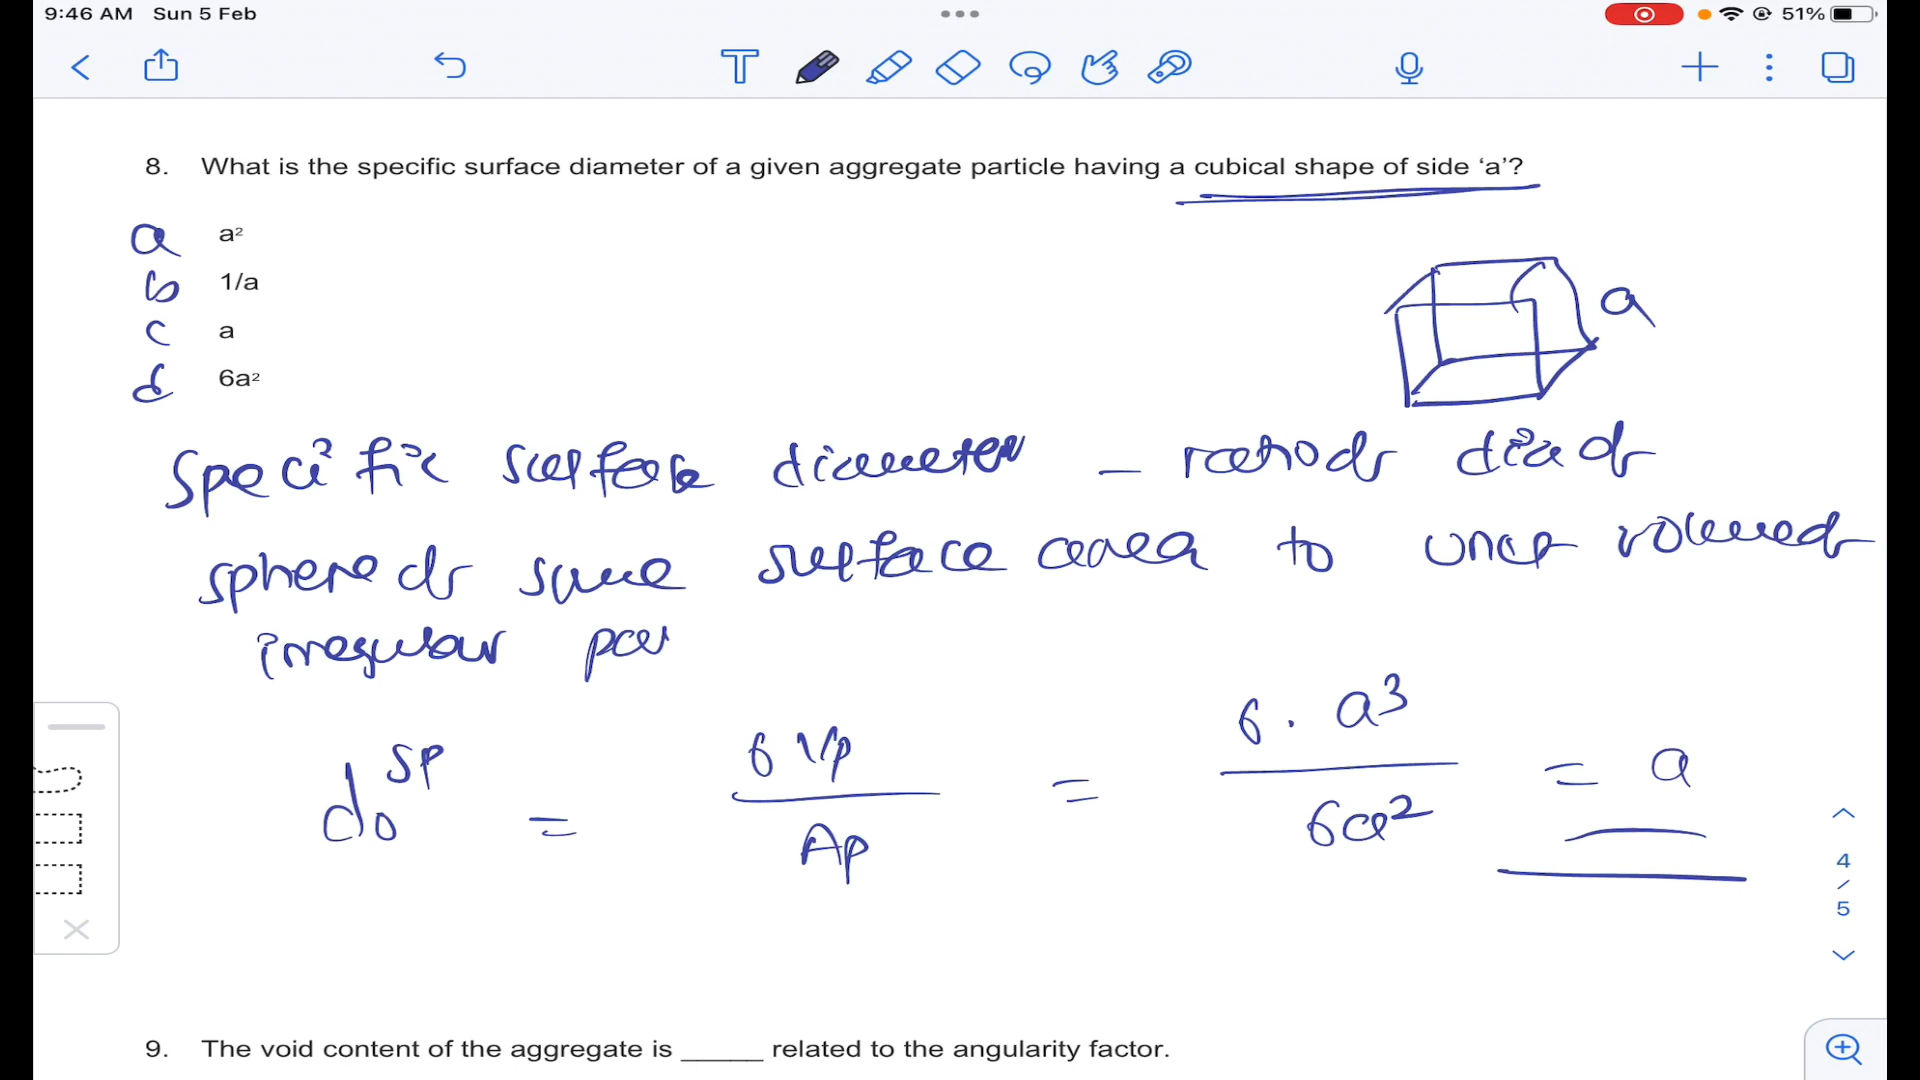 9:46 AM Sun 5 Feb
51%
8. What is the specific surface diameter of a given aggregate particle having a cubical shape of side ‘a’?
a a²
b 1/a
c a
d 6a²
a
Specific surface diameter – ratio of dia of
sphere of same surface area to unit volume of
irregular par
do^SP = 6Vp / Ap = 6 . a³ / 6a² = a
4 / 5
9. The void content of the aggregate is ______ related to the angularity factor.